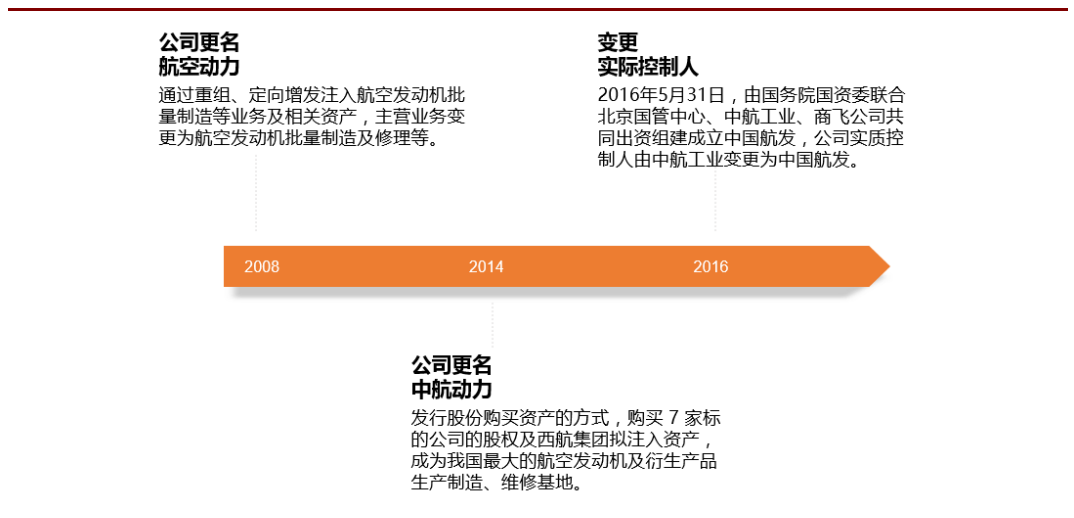 公司更名
航空动力
通过重组、定向增发注入航空发动机批
量制造等业务及相关资产，主营业务变
更为航空发动机批量制造及修理等。
变更
实际控制人
2016年5月31日，由国务院国资委联合
北京国管中心、中航工业、商飞公司共
同出资组建成立中国航发，公司实质控
制人由中航工业变更为中国航发。
2008
2014
2016
公司更名
中航动力
发行股份购买资产的方式，购买 7 家标
的公司的股权及西航集团拟注入资产，
成为我国最大的航空发动机及衍生产品
生产制造、维修基地。